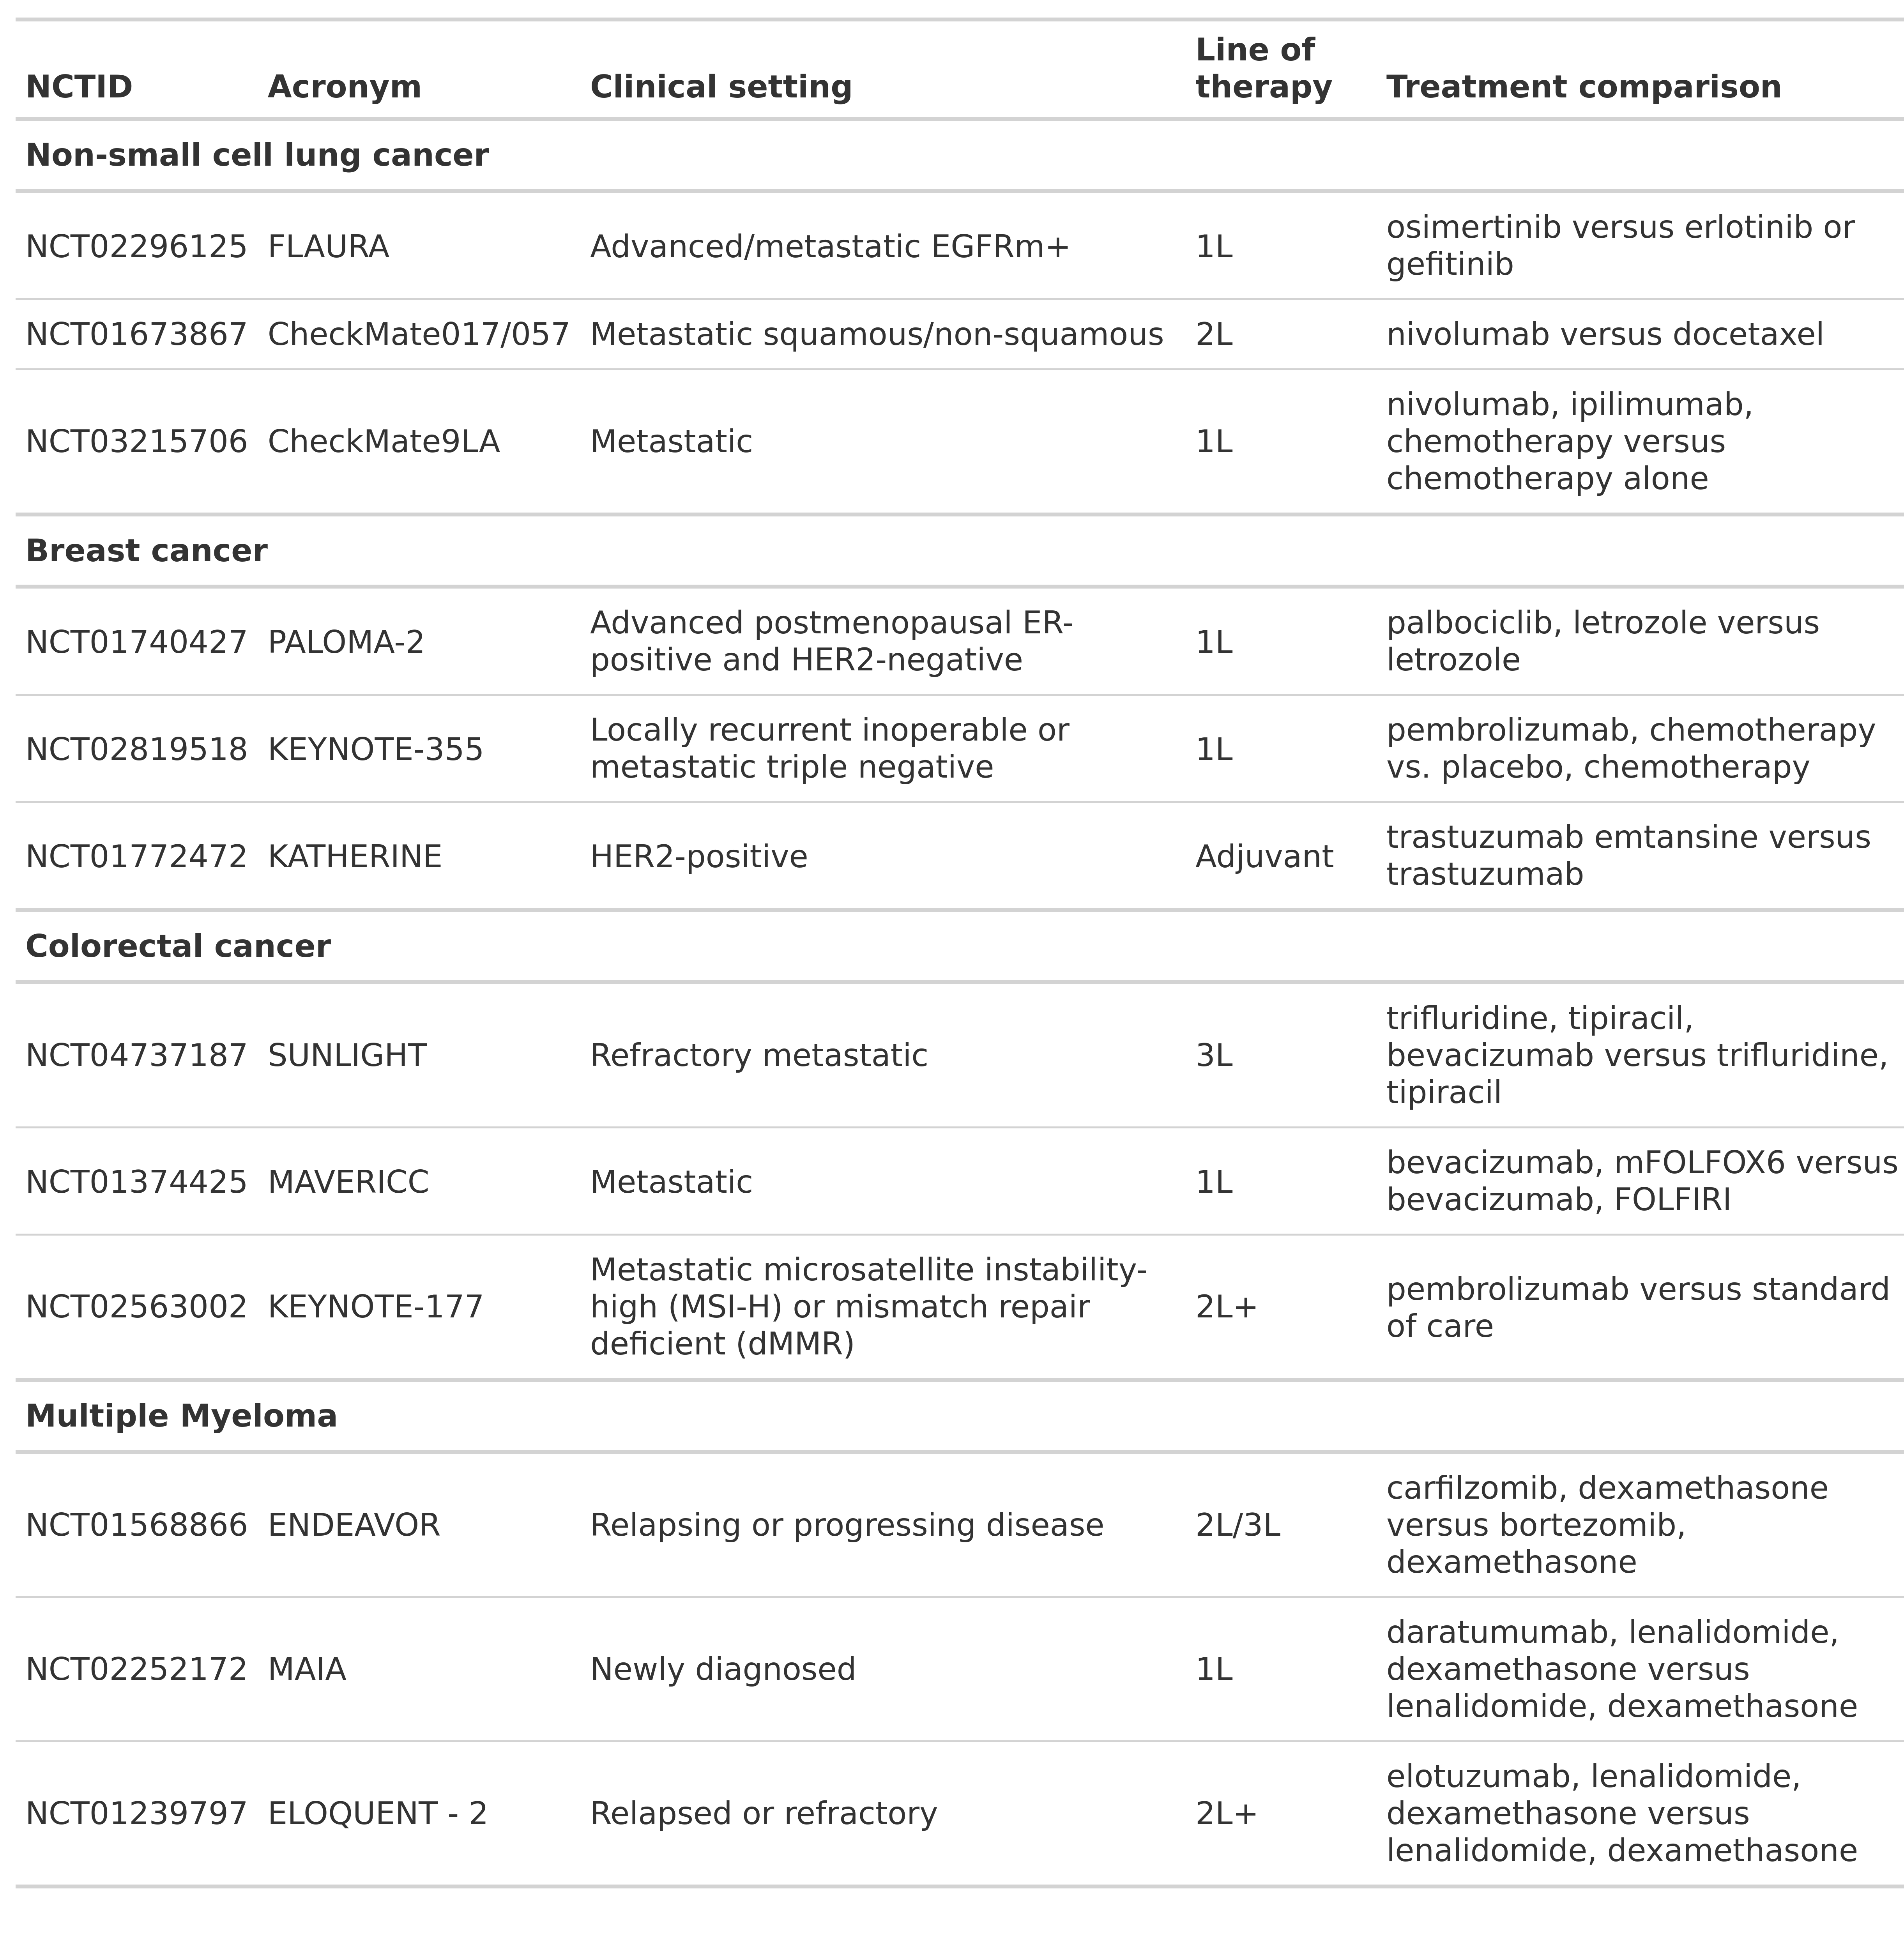 NCTID Acronym Clinical setting Line of therapy Treatment comparison
Non-small cell lung cancer
NCT02296125 FLAURA Advanced/metastatic EGFRm+ 1L osimertinib versus erlotinib or
gefitinib
NCT01673867 CheckMate017/057 Metastatic squamous/non-squamous 2L nivolumab versus docetaxel
NCT03215706 CheckMate9LA Metastatic 1L nivolumab, ipilimumab,
chemotherapy versus
chemotherapy alone
Breast cancer
NCT01740427 PALOMA-2 Advanced postmenopausal ER-
positive and HER2-negative 1L palbociclib, letrozole versus
letrozole
NCT02819518 KEYNOTE-355 Locally recurrent inoperable or
metastatic triple negative 1L pembrolizumab, chemotherapy
vs. placebo, chemotherapy
NCT01772472 KATHERINE HER2-positive Adjuvant trastuzumab emtansine versus
trastuzumab
Colorectal cancer
NCT04737187 SUNLIGHT Refractory metastatic 3L trifluridine, tipiracil,
bevacizumab versus trifluridine,
tipiracil
NCT01374425 MAVERICC Metastatic 1L bevacizumab, mFOLFOX6 versus
bevacizumab, FOLFIRI
NCT02563002 KEYNOTE-177 Metastatic microsatellite instability-
high (MSI-H) or mismatch repair
deficient (dMMR) 2L+ pembrolizumab versus standard
of care
Multiple Myeloma
NCT01568866 ENDEAVOR Relapsing or progressing disease 2L/3L carfilzomib, dexamethasone
versus bortezomib,
dexamethasone
NCT02252172 MAIA Newly diagnosed 1L daratumumab, lenalidomide,
dexamethasone versus
lenalidomide, dexamethasone
NCT01239797 ELOQUENT - 2 Relapsed or refractory 2L+ elotuzumab, lenalidomide,
dexamethasone versus
lenalidomide, dexamethasone